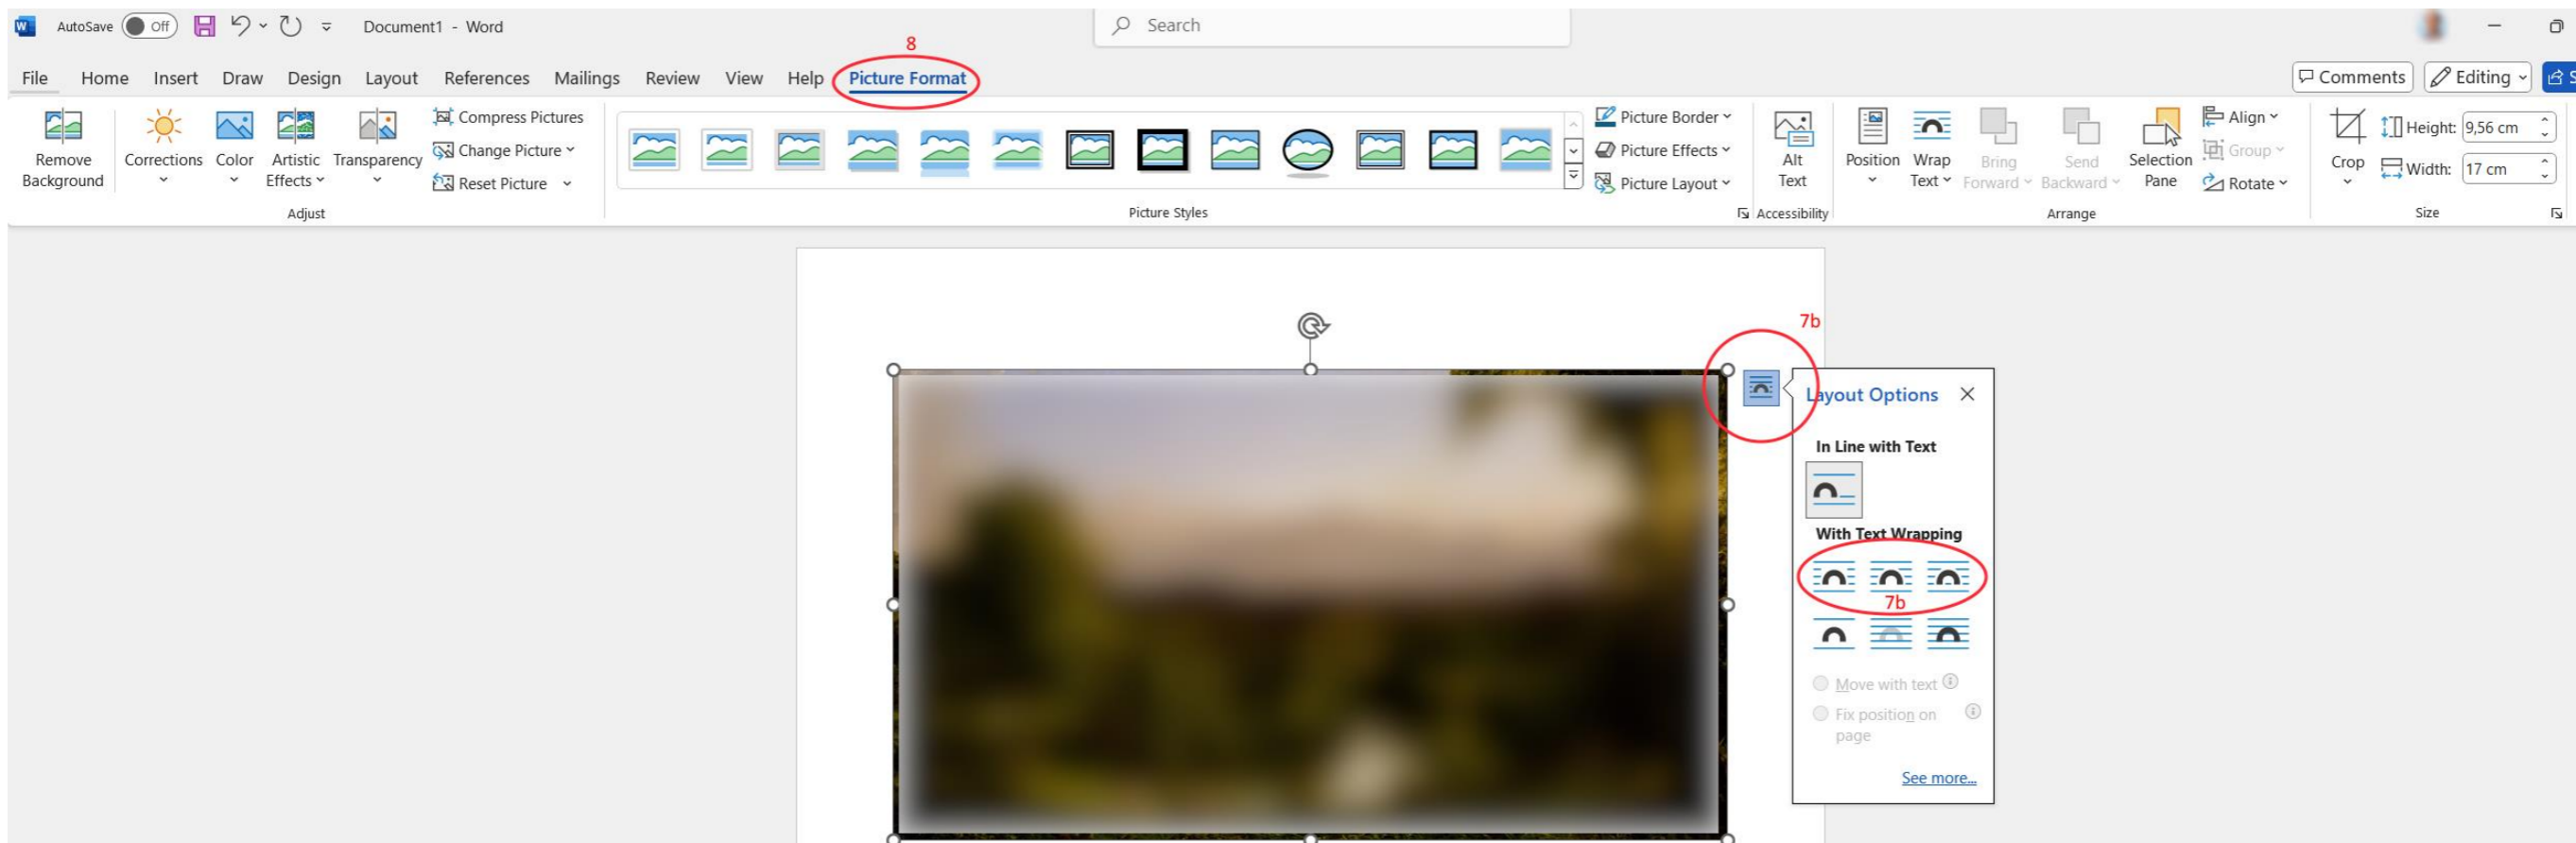 AutoSave Off Document1 - Word Search
8
File Home Insert Draw Design Layout References Mailings Review View Help Picture Format Comments Editing S
Remove Background
Corrections
Color
Artistic Effects
Transparency
Compress Pictures
Change Picture
Reset Picture
Adjust
Picture Styles
Picture Border
Picture Effects
Picture Layout
Alt Text
Accessibility
Position
Wrap Text
Bring Forward
Send Backward
Selection Pane
Align
Group
Rotate
Arrange
Crop
Height: 9,56 cm
Width: 17 cm
Size
7b
Layout Options
In Line with Text
With Text Wrapping
7b
Move with text
Fix position on
page
See more...